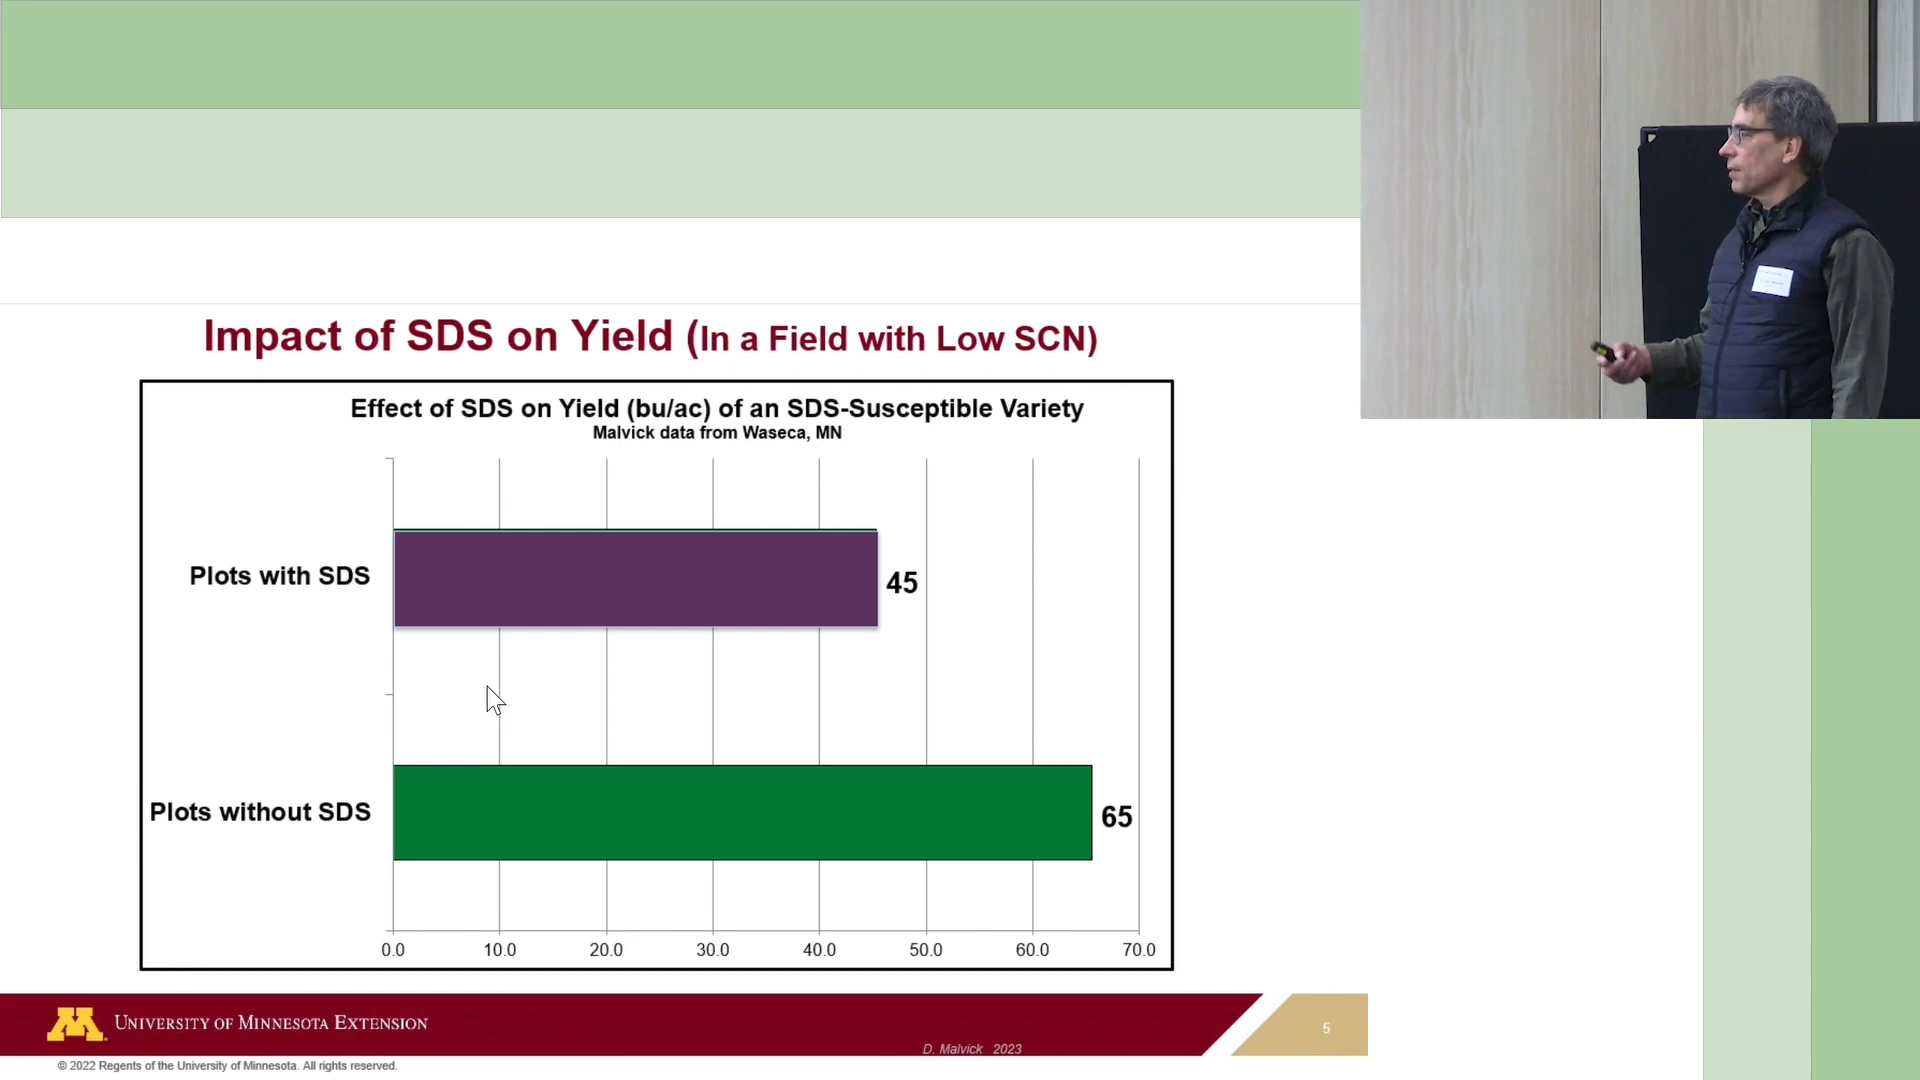 Impact of SDS on Yield (In a Field with Low SCN)
Effect of SDS on Yield (bu/ac) of an SDS-Susceptible Variety
Malvick data from Waseca, MN
Plots with SDS
45
Plots without SDS
65
0.0 10.0 20.0 30.0 40.0 50.0 60.0 70.0
M UNIVERSITY OF MINNESOTA EXTENSION
5
D. Malvick 2023
© 2022 Regents of the University of Minnesota. All rights reserved.